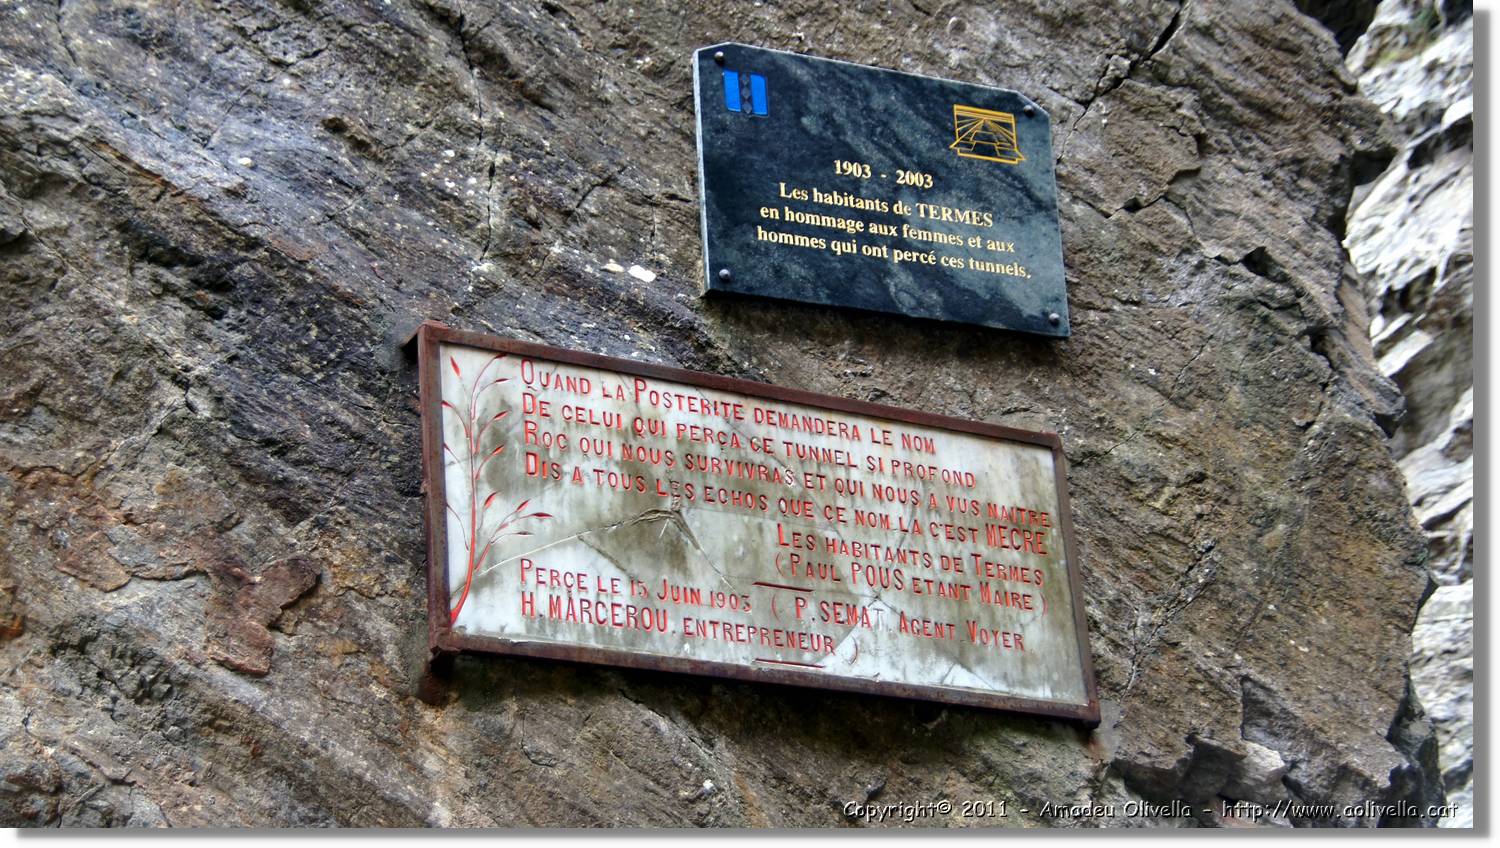 1903 - 2003
Les habitants de TERMES
en hommage aux femmes et aux
hommes qui ont percé ces tunnels.
QUAND LA POSTERITE DEMANDERA LE NOM
DE CELUI QUI PERÇA CE TUNNEL SI PROFOND
ROC QUI NOUS SURVIVRAS ET QUI NOUS A VUS NAITRE
DIS A TOUS LES ECHOS QUE CE NOM LA C'EST MECRE
LES HABITANTS DE TERMES
(PAUL POUS ETANT MAIRE)
PERCE LE 15 JUIN 1903 (P. SEMAT. AGENT VOYER
H. MARCEROU. ENTREPRENEUR)
Copyright© 2011 - Amadeu Olivella - http://www.aolivella.cat